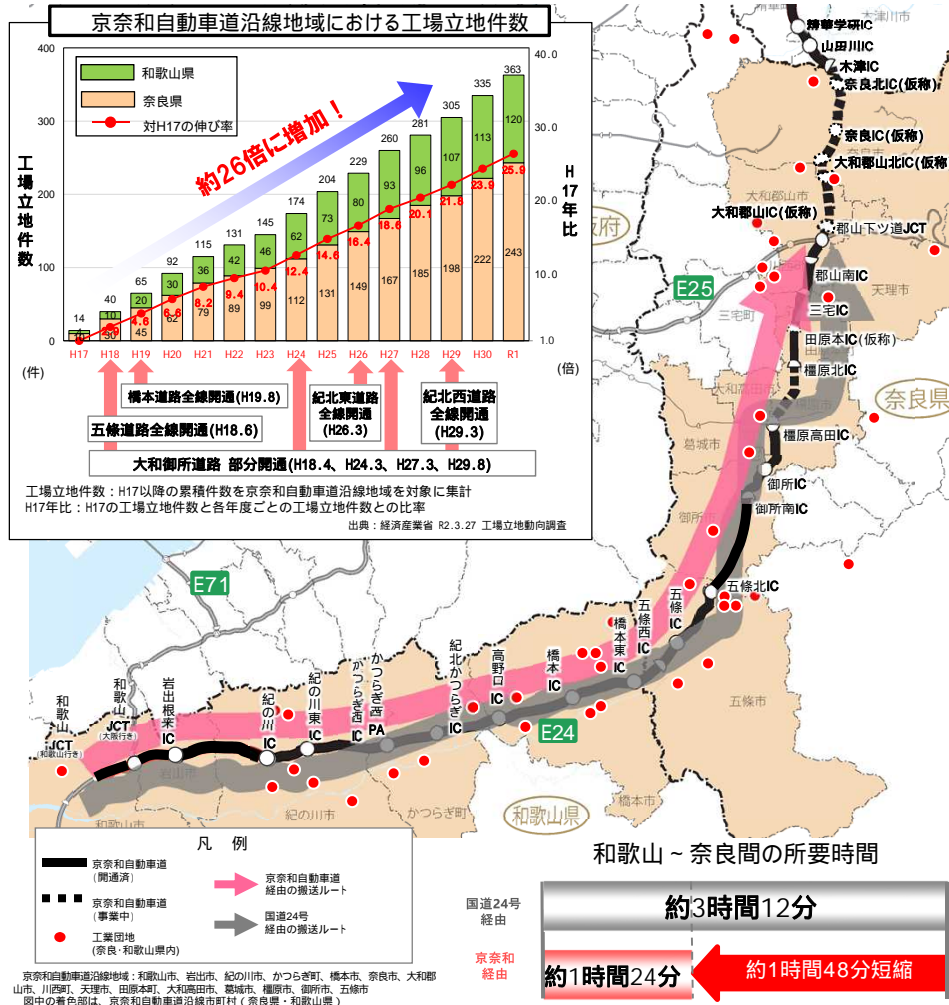 京奈和自動車道沿線地域における工場立地件数
400
300
200
100
0
工場立地件数
(件)
40.0
30.0
20.0
10.0
1.0
H17年比
(倍)
和歌山県
奈良県
対H17の伸び率
約26倍に増加！
14
40
65
92
115
131
145
174
204
229
260
281
305
335
363
10
20
30
36
42
46
62
73
80
93
96
107
113
120
30
45
62
79
89
99
112
131
149
167
185
198
222
243
4.6
6.6
8.2
9.4
10.4
12.4
14.6
16.4
18.6
20.1
21.8
23.9
25.9
H17 H18 H19 H20 H21 H22 H23 H24 H25 H26 H27 H28 H29 H30 R1
橋本道路全線開通(H19.8)
五條道路全線開通(H18.6)
紀北東道路
全線開通
(H26.3)
紀北西道路
全線開通
(H29.3)
大和御所道路 部分開通(H18.4、H24.3、H27.3、H29.8)
工場立地件数：H17以降の累積件数を京奈和自動車道沿線地域を対象に集計
H17年比：H17の工場立地件数と各年度ごとの工場立地件数との比率
出典：経済産業省 R2.3.27 工場立地動向調査
精華学研IC
山田川IC
木津IC
奈良北IC(仮称)
奈良IC(仮称)
大和郡山北IC(仮称)
大和郡山市
大和郡山IC(仮称)
郡山下ツ道JCT
郡山南IC
天理市
三宅IC
三宅町
田原本IC(仮称)
橿原北IC
大和高田市
奈良県
葛城市
橿原高田IC
御所IC
御所南IC
御所市
五條北IC
五條市
E25
E71
E24
五條IC
五條西IC
橋本東IC
橋本IC
高野口IC
紀北かつらぎIC
かつらぎ西PA
かつらぎ西IC
紀の川東IC
紀の川IC
岩出根来IC
和歌山JCT
(大阪行き)
和歌山JCT
(和歌山行き)
和歌山市
紀の川市
かつらぎ町
橋本市
和歌山県
凡 例
京奈和自動車道
(開通済)
京奈和自動車道
(事業中)
工業団地
(奈良・和歌山県内)
京奈和自動車道
経由の搬送ルート
国道24号
経由の搬送ルート
京奈和自動車道沿線地域：和歌山市、岩出市、紀の川市、かつらぎ町、橋本市、奈良市、大和郡
山市、川西町、天理市、田原本町、大和高田市、葛城市、橿原市、御所市、五條市
図中の着色部は、京奈和自動車道沿線市町村(奈良県・和歌山県)
和歌山～奈良間の所要時間
国道24号
経由
約3時間12分
京奈和
経由
約1時間24分
約1時間48分短縮